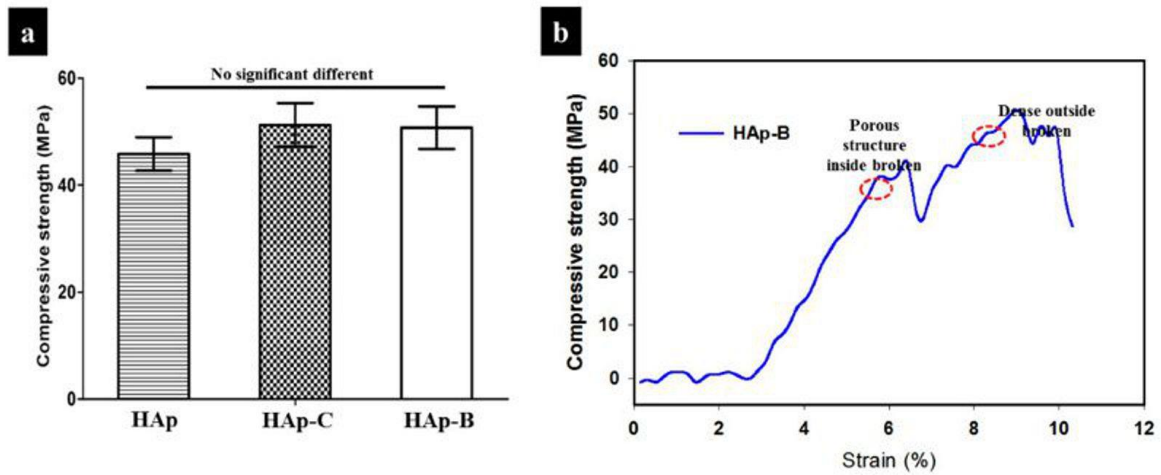 a
No significant different
Compressive strength (MPa)
60
40
20
0
HAp
HAp-C
HAp-B
b
Compressive strength (MPa)
60
50
40
30
20
10
0
HAp-B
Porous
structure
inside broken
Dense outside
broken
0
2
4
6
8
10
12
Strain (%)